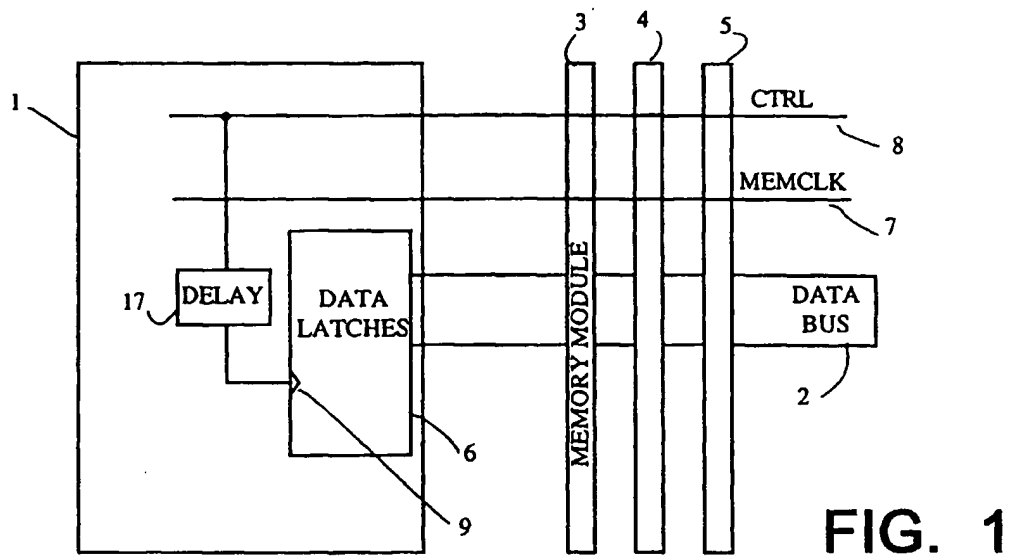 3
4
5
1
CTRL
8
MEMCLK
7
17
DELAY
DATA
LATCHES
MEMORY MODULE
DATA
BUS
2
6
9
FIG. 1